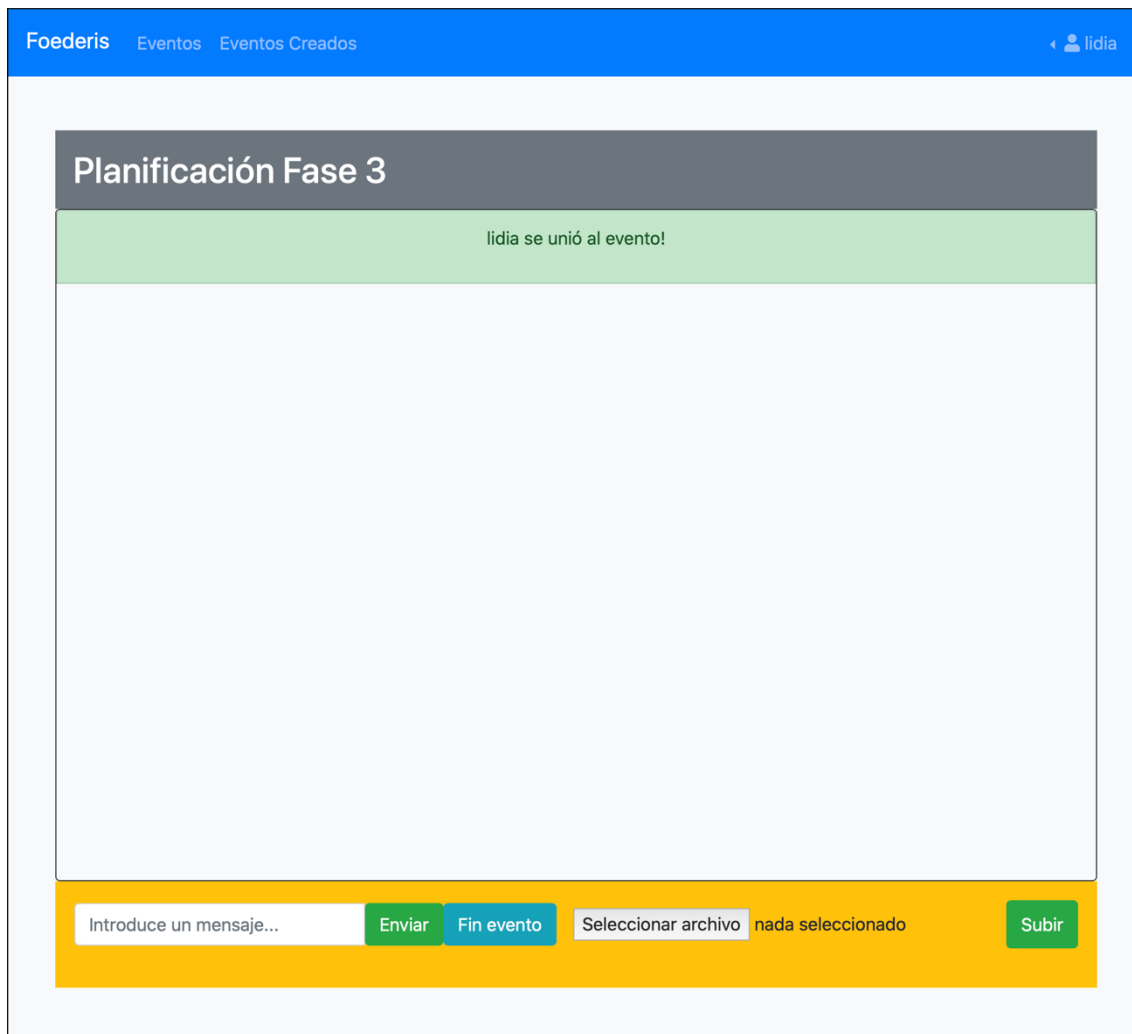 Foederis Eventos Eventos Creados lidia
Planificación Fase 3
lidia se unió al evento!
Introduce un mensaje... Enviar Fin evento Seleccionar archivo nada seleccionado Subir